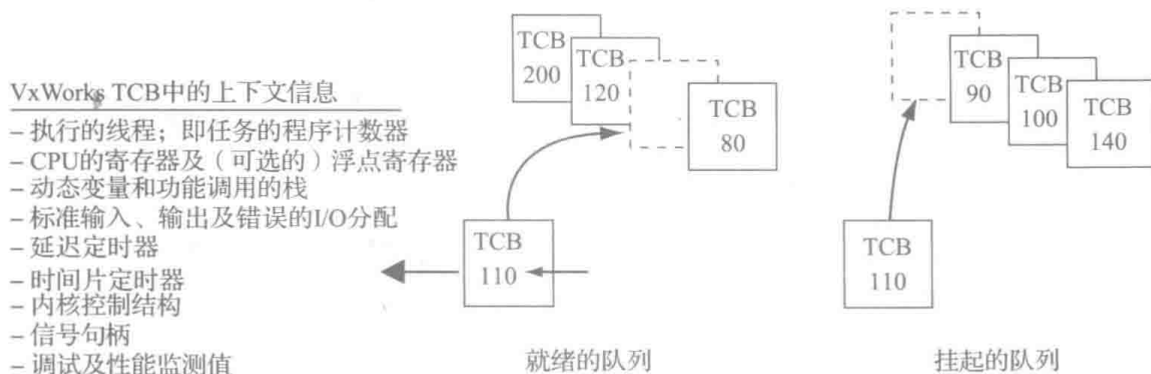 VxWorks TCB中的上下文信息
– 执行的线程；即任务的程序计数器
– CPU的寄存器及（可选的）浮点寄存器
– 动态变量和功能调用的栈
– 标准输入、输出及错误的I/O分配
– 延迟定时器
– 时间片定时器
– 内核控制结构
– 信号句柄
– 调试及性能监测值
TCB
200
TCB
120
TCB
80
TCB
110
就绪的队列
TCB
90
TCB
100
TCB
140
TCB
110
挂起的队列